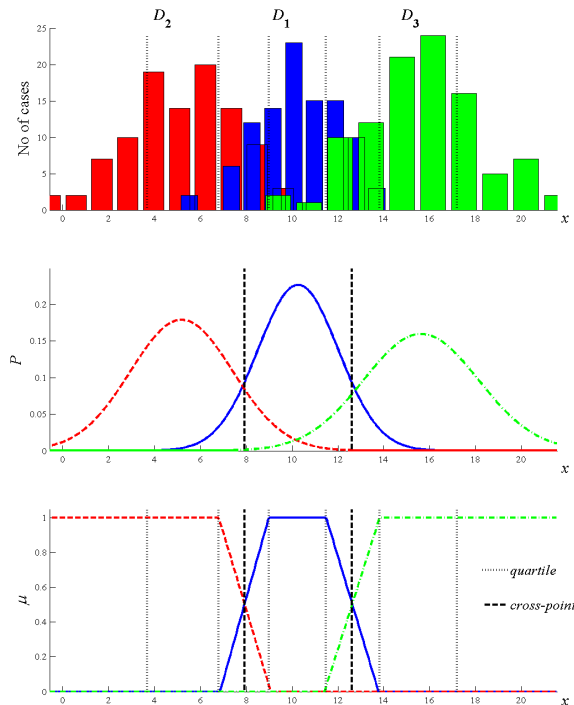 D₂ D₁ D₃
25
20
15
10
5
0
No of cases
0 2 4 6 8 10 12 14 16 18 20 x
0.2
0.15
0.1
0.05
0
P
0 2 4 6 8 10 12 14 16 18 20 x
1
0.8
0.6
0.4
0.2
0
μ
quartile
cross-point
0 2 4 6 8 10 12 14 16 18 20 x